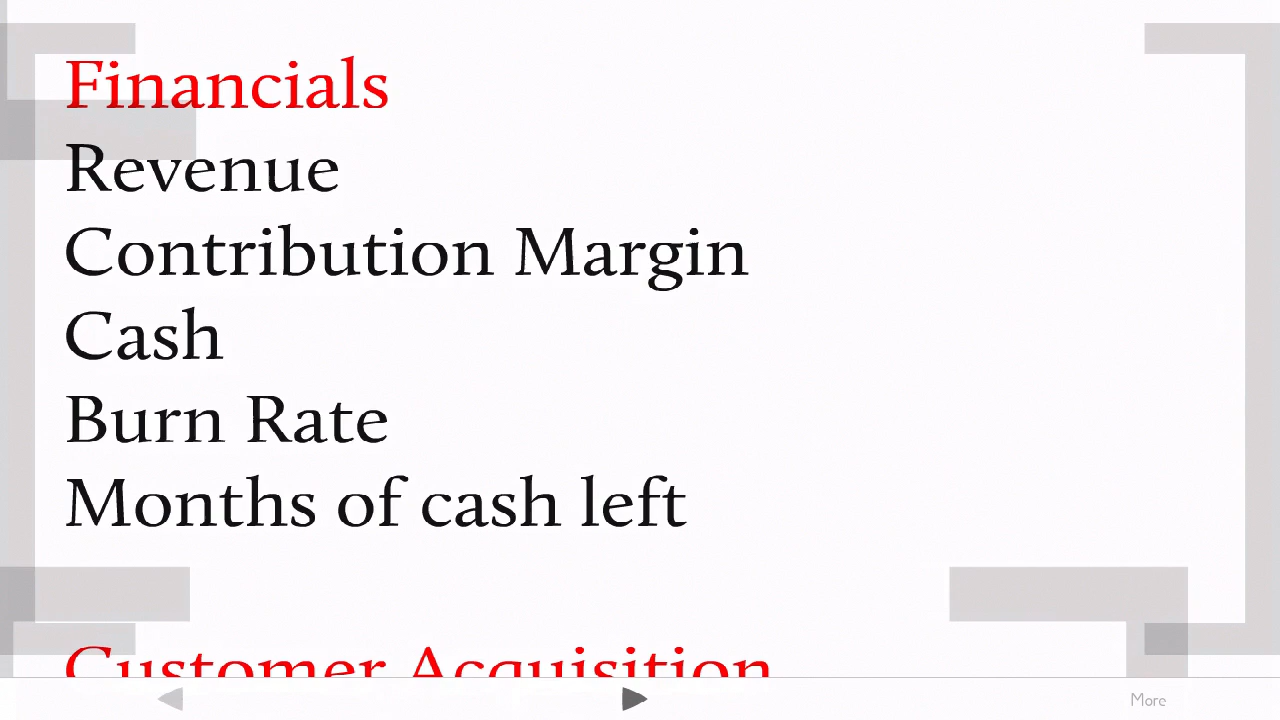 Financials
Revenue
Contribution Margin
Cash
Burn Rate
Months of cash left
Customer Acquisition
More